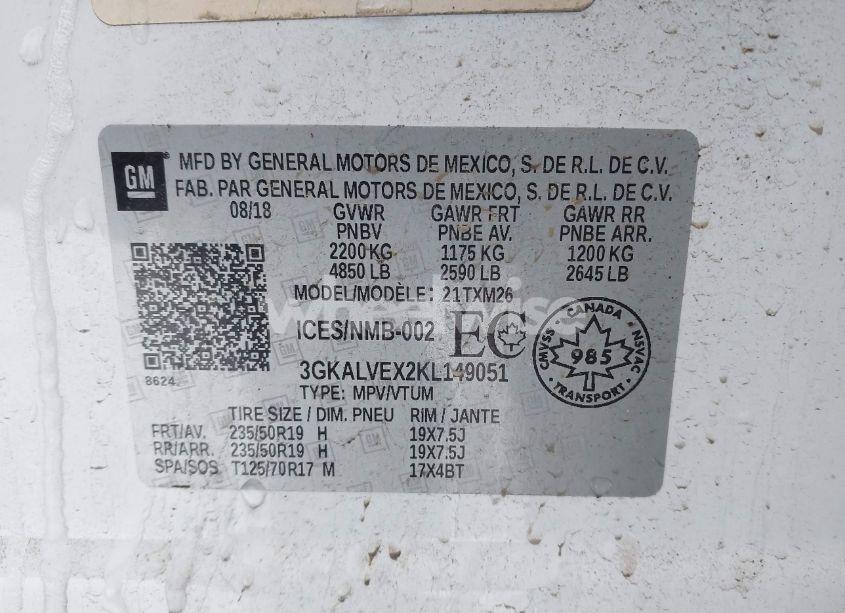 GM
MFD BY GENERAL MOTORS DE MEXICO, S. DE R.L. DE C.V.
FAB. PAR GENERAL MOTORS DE MEXICO, S. DE R.L. DE C.V.
08/18 GVWR GAWR FRT GAWR RR
PNBV PNBE AV. PNBE ARR.
2200 KG 1175 KG 1200 KG
4850 LB 2590 LB 2645 LB
MODEL/MODÈLE: 21TXM26
ICES/NMB-002 EC
CANADA
CMVSS 985 NSVAC
TRANSPORT
3GKALVEX2KL149051
8624
TYPE: MPV/VTUM
TIRE SIZE / DIM. PNEU RIM / JANTE
FRT/AV. 235/50R19 H 19X7.5J
RR/ARR. 235/50R19 H 19X7.5J
SPA/SOS T125/70R17 M 17X4BT